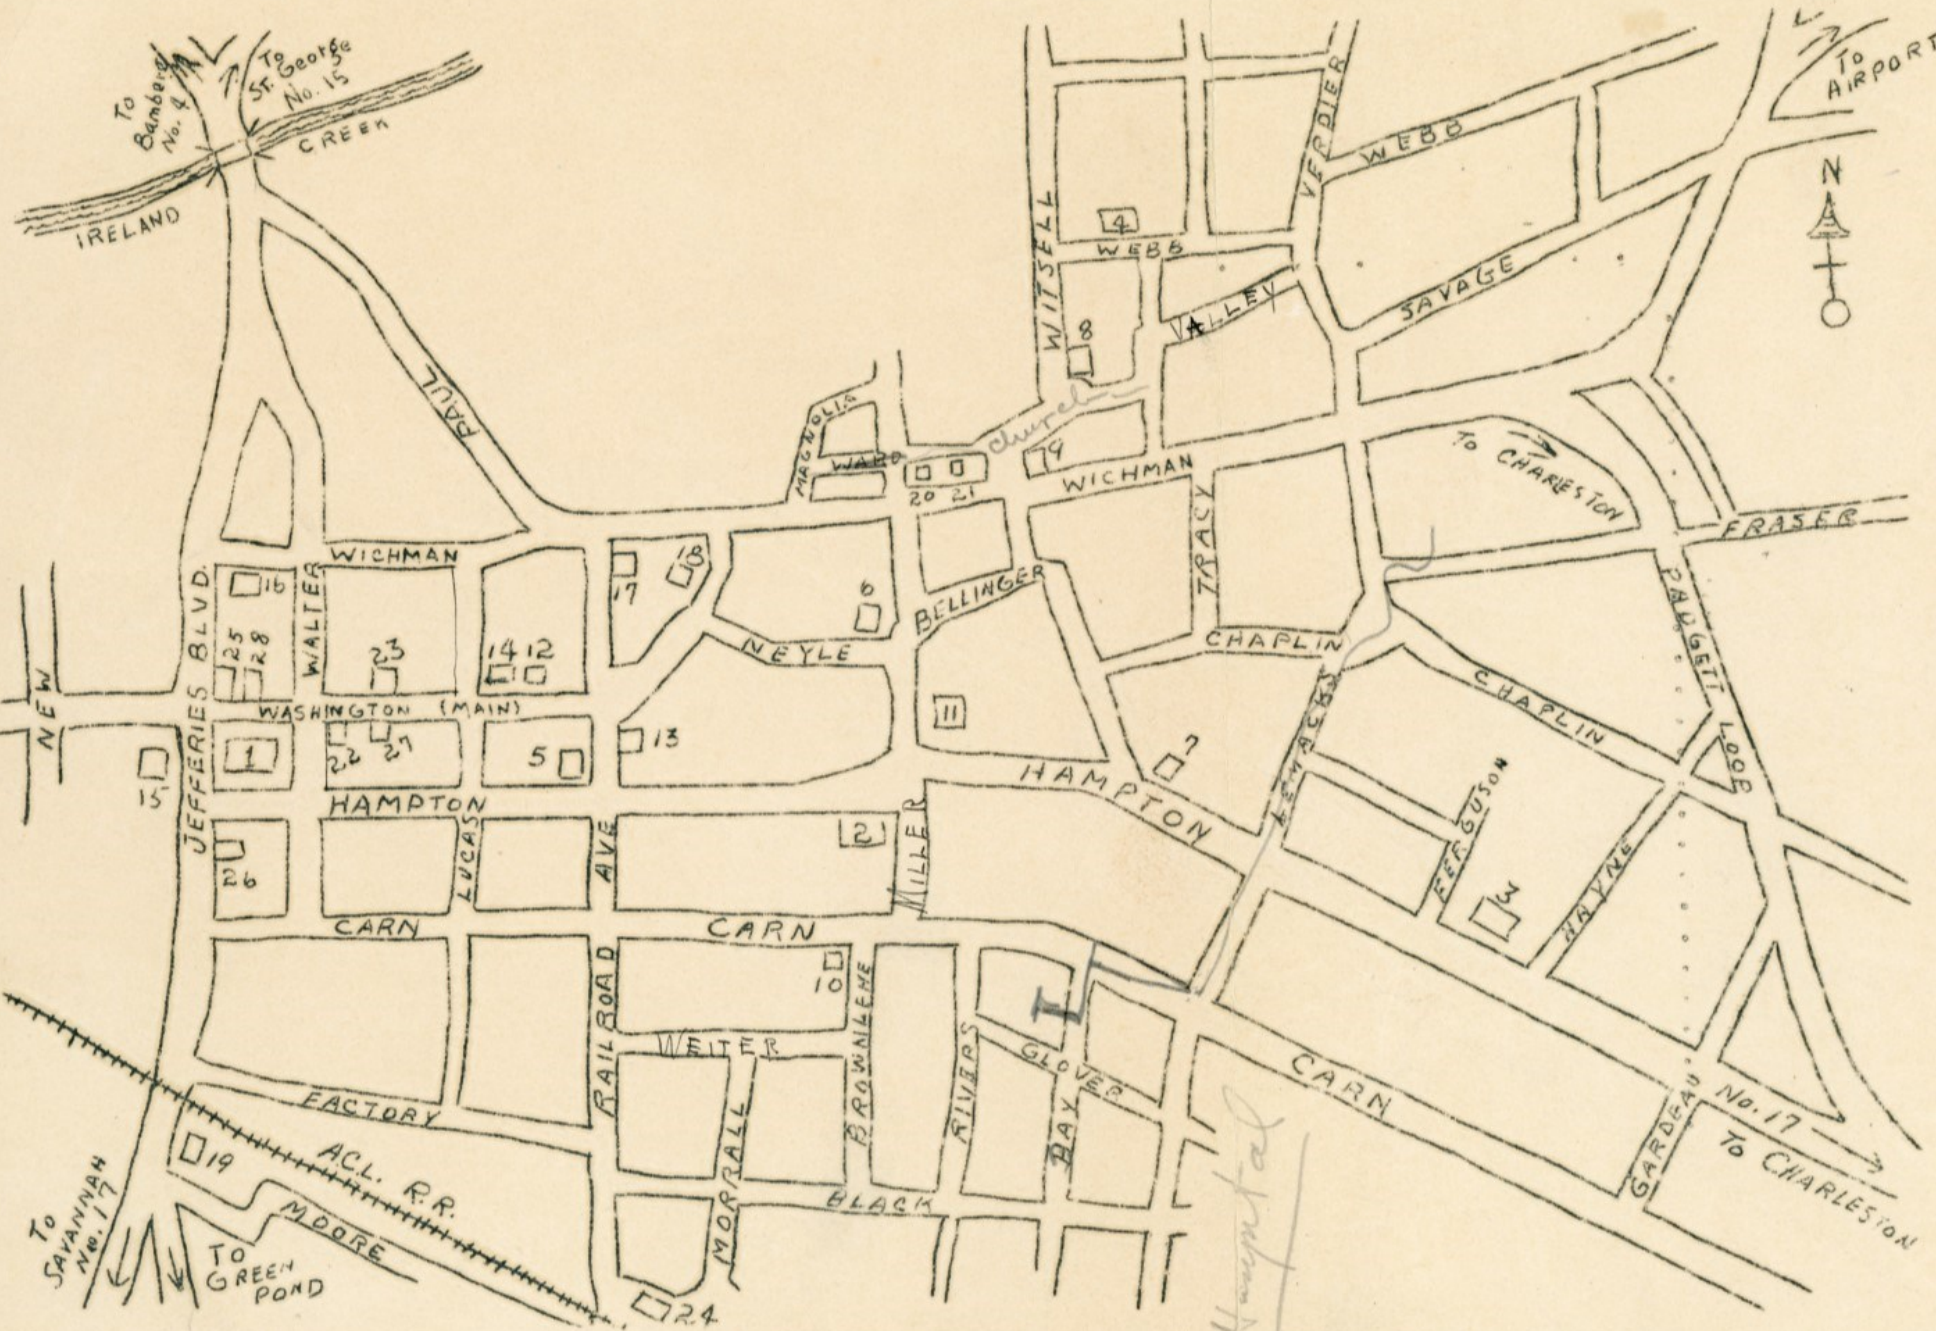 To
Bamberg
No.
To
St. George
No. 15
IRELAND
CREEK
To
AIRPORT
N
WITSELL
VERDIER
WEBB
4
WEBB
SAVAGE
VALLEY
8
PAUL
MAGNOLIA
WARD
church
9
20 21
WICHMAN
TRACY
To CHARLESTON
FRASER
WICHMAN
JEFFERIES BLVD.
16
WALTER
25
28
23
14 12
17
18
6
NEYLE
BELLINGER
CHAPLIN
PADGETT
LOOP
CHAPLIN
NEW
WASHINGTON (MAIN)
1
22
27
5
13
11
7
LEMACKS
15
HAMPTON
HAMPTON
FERGUSON
HAYNE
3
26
LUCAS
RAILROAD AVE
2
MILLER
CARN
CARN
10
BROWNLEHE
RIVERS
WEITER
GLOVER
HAY
CARN
GARDEAU
No. 17
To CHARLESTON
FACTORY
MORRALL
BLACK
19
A.C.L. R.R.
MOORE
To
SAVANNAH
No. 17
TO
GREEN
POND
24